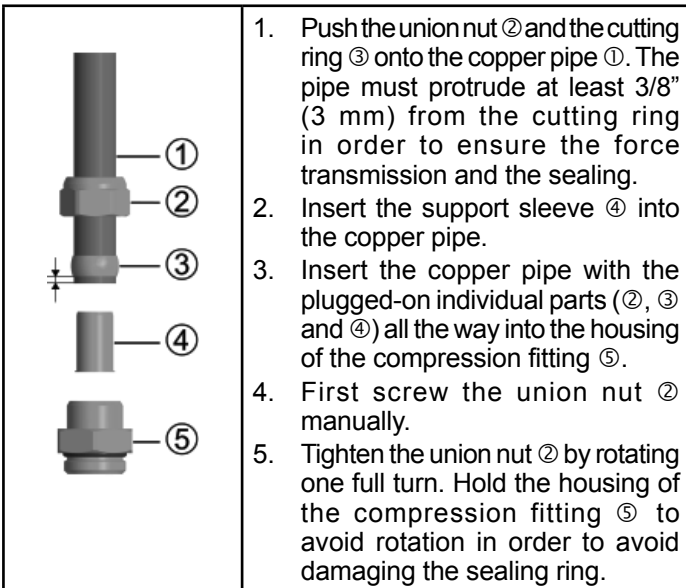 ①
②
③
④
⑤
1. Push the union nut ② and the cutting
ring ③ onto the copper pipe ①. The
pipe must protrude at least 3/8”
(3 mm) from the cutting ring
in order to ensure the force
transmission and the sealing.
2. Insert the support sleeve ④ into
the copper pipe.
3. Insert the copper pipe with the
plugged-on individual parts (②, ③
and ④) all the way into the housing
of the compression fitting ⑤.
4. First screw the union nut ②
manually.
5. Tighten the union nut ② by rotating
one full turn. Hold the housing of
the compression fitting ⑤ to
avoid rotation in order to avoid
damaging the sealing ring.